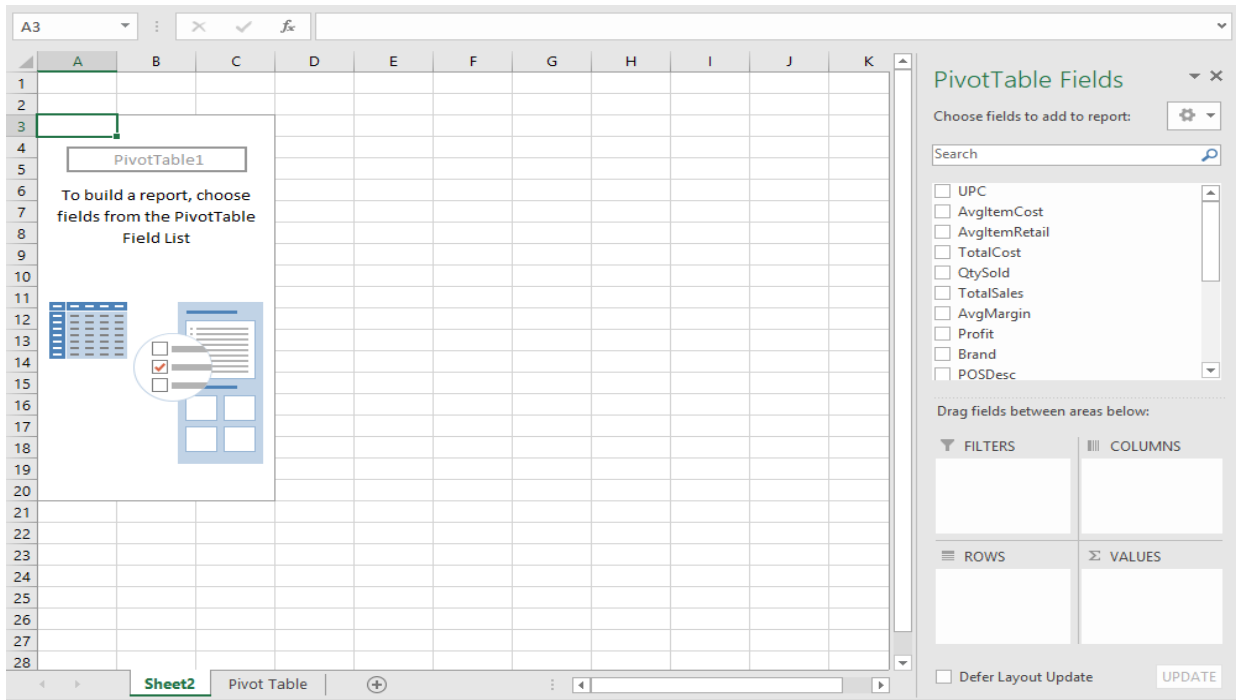 A3
fx
A B C D E F G H I J K
1
2
3
4
5
6
7
8
9
10
11
12
13
14
15
16
17
18
19
20
21
22
23
24
25
26
27
28
PivotTable1
To build a report, choose
fields from the PivotTable
Field List
Sheet2 Pivot Table
PivotTable Fields
Choose fields to add to report:
Search
UPC
AvgItemCost
AvgItemRetail
TotalCost
QtySold
TotalSales
AvgMargin
Profit
Brand
POSDesc
Drag fields between areas below:
FILTERS
COLUMNS
ROWS
Σ VALUES
Defer Layout Update
UPDATE